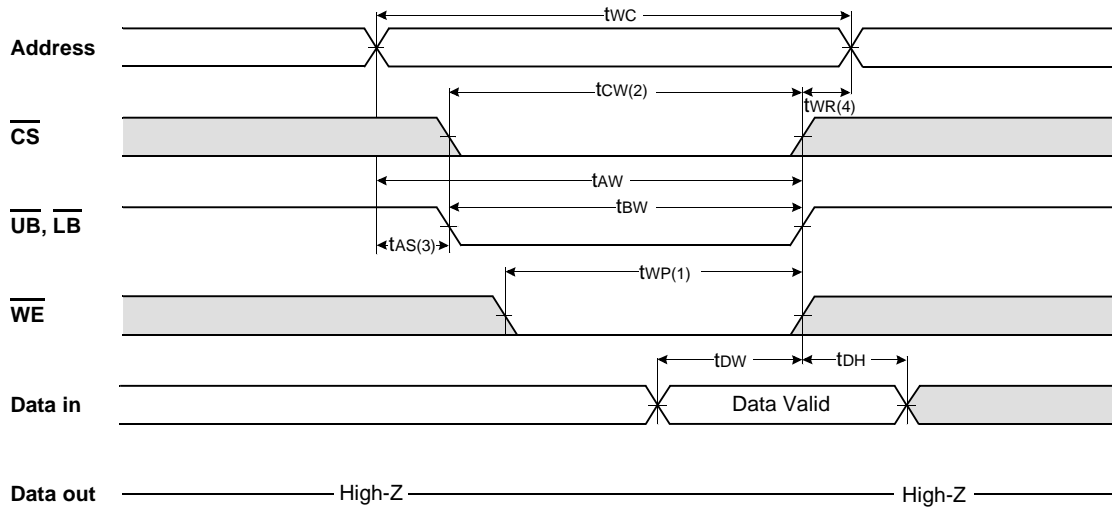 tWC
Address
tCW(2)
tWR(4)
CS
tAW
tBW
UB, LB
tAS(3)
tWP(1)
WE
tDW
tDH
Data in
Data Valid
Data out
High-Z
High-Z